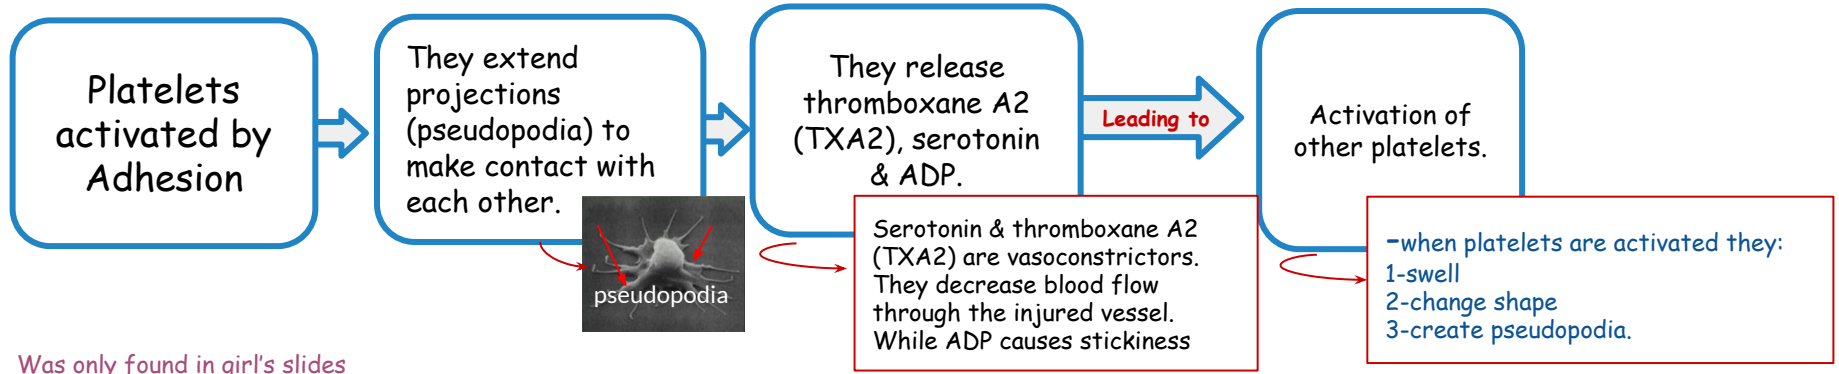 Platelets
activated by
Adhesion
They extend
projections
(pseudopodia) to
make contact with
each other.
pseudopodia
They release
thromboxane A2
(TXA2), serotonin
& ADP.
Serotonin & thromboxane A2
(TXA2) are vasoconstrictors.
They decrease blood flow
through the injured vessel.
While ADP causes stickiness
Leading to
Activation of
other platelets.
-when platelets are activated they:
1-swell
2-change shape
3-create pseudopodia.
Was only found in girl's slides